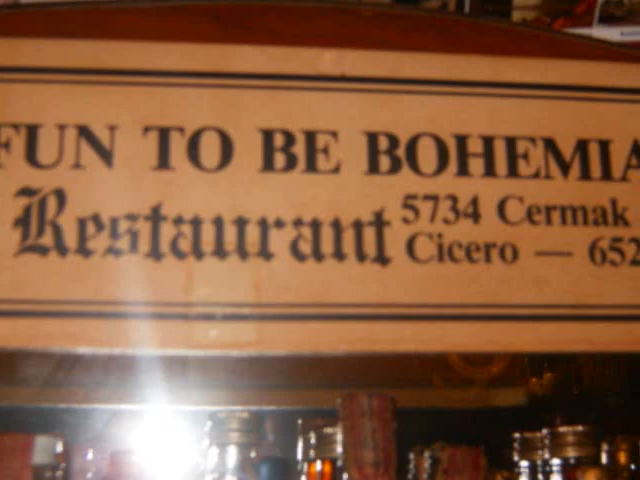 FUN TO BE BOHEMIA
Restaurant
5734 Cermak
Cicero — 652